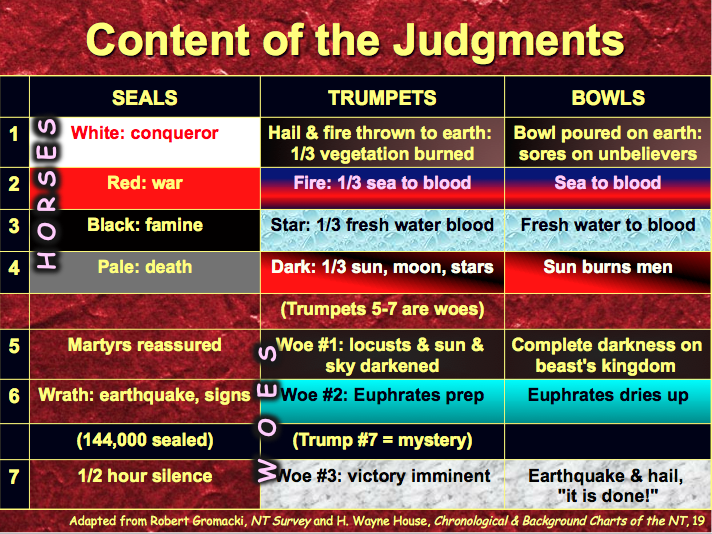 Content of the Judgments
SEALS TRUMPETS BOWLS
HORSES
1 White: conqueror Hail & fire thrown to earth: Bowl poured on earth:
1/3 vegetation burned sores on unbelievers
2 Red: war Fire: 1/3 sea to blood Sea to blood
3 Black: famine Star: 1/3 fresh water blood Fresh water to blood
4 Pale: death Dark: 1/3 sun, moon, stars Sun burns men
(Trumpets 5-7 are woes)
WOES
5 Martyrs reassured Woe #1: locusts & sun & Complete darkness on
sky darkened beast's kingdom
6 Wrath: earthquake, signs Woe #2: Euphrates prep Euphrates dries up
(144,000 sealed) (Trump #7 = mystery)
7 1/2 hour silence Woe #3: victory imminent Earthquake & hail,
"it is done!"
Adapted from Robert Gromacki, NT Survey and H. Wayne House, Chronological & Background Charts of the NT, 19